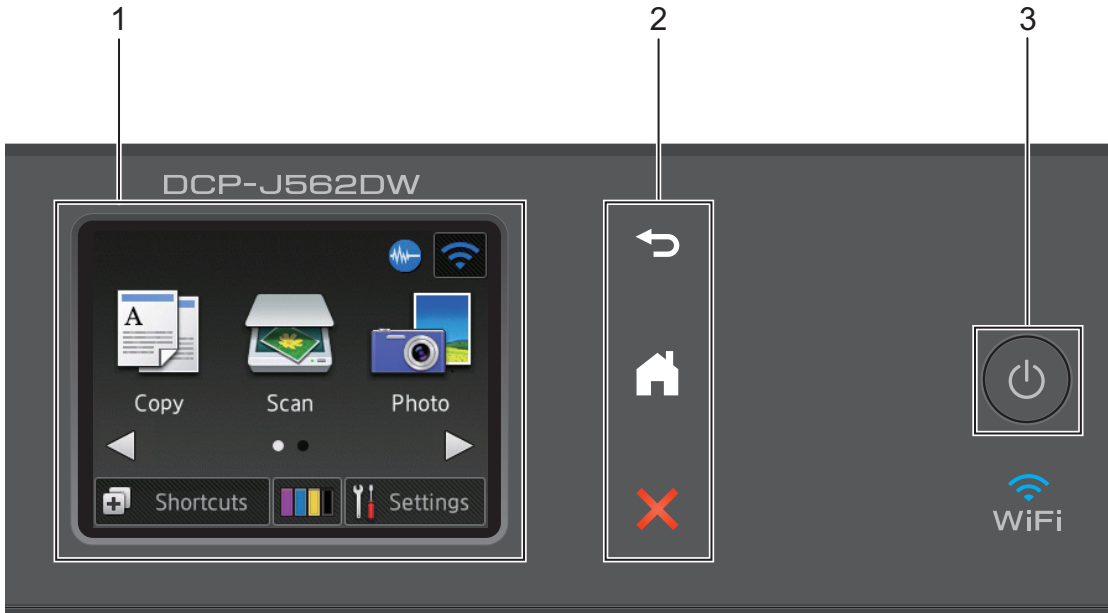 1 2 3
DCP-J562DW
A
Copy Scan Photo
Shortcuts Settings
WiFi